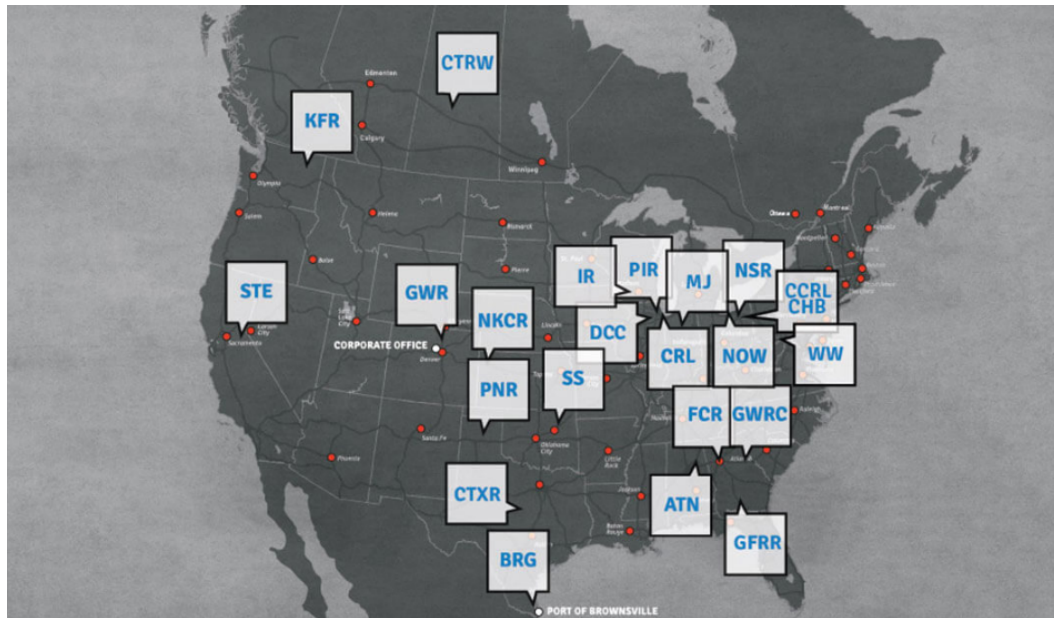 CTRW
Edmonton
KFR
Calgary
Winnipeg
Olympia
Helena
Salem
Ottawa
Montreal
Bismarck
Boise
Pierre
STE
GWR
IR
PIR
MJ
NSR
CCRL
CHB
NKCR
DCC
Salt
Lake
City
Carson
City
Sacramento
CORPORATE OFFICE
Denver
Lincoln
CRL
NOW
WW
PNR
SS
FCR
GWRC
Raleigh
Santa Fe
Oklahoma
City
Phoenix
Little
Rock
Atlanta
CTXR
Jackson
ATN
Baton
Rouge
GFRR
BRG
PORT OF BROWNSVILLE